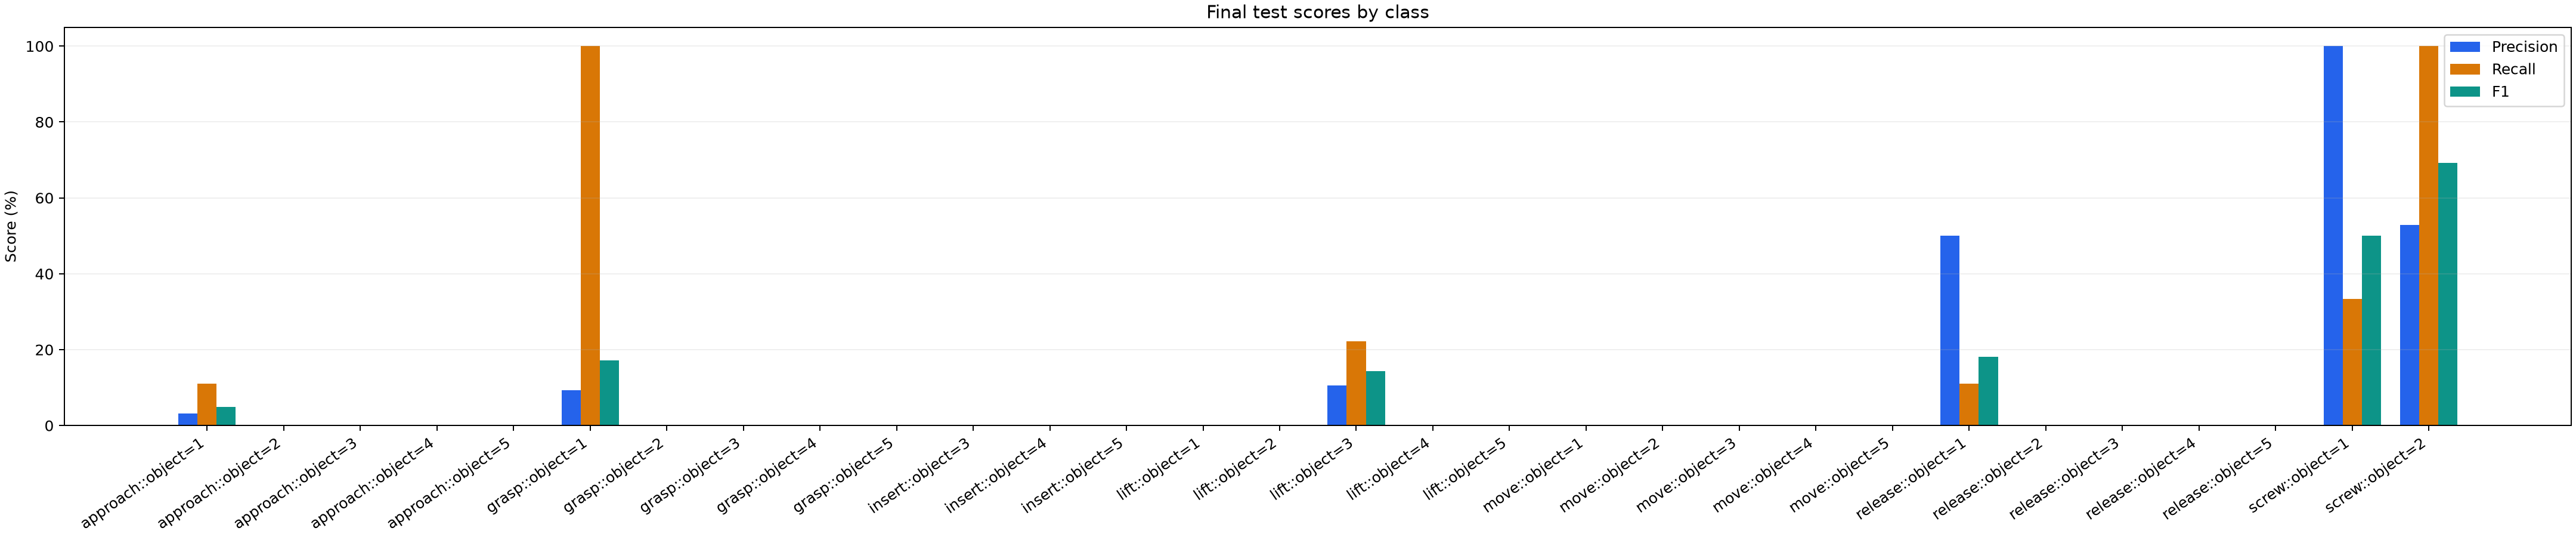 Final test scores by class
Precision
Recall
F1
Score (%)
100
80
60
40
20
0
approach::object=1
approach::object=2
approach::object=3
approach::object=4
approach::object=5
grasp::object=1
grasp::object=2
grasp::object=3
grasp::object=4
grasp::object=5
insert::object=3
insert::object=4
insert::object=5
lift::object=1
lift::object=2
lift::object=3
lift::object=4
lift::object=5
move::object=1
move::object=2
move::object=3
move::object=4
move::object=5
release::object=1
release::object=2
release::object=3
release::object=4
release::object=5
screw::object=1
screw::object=2